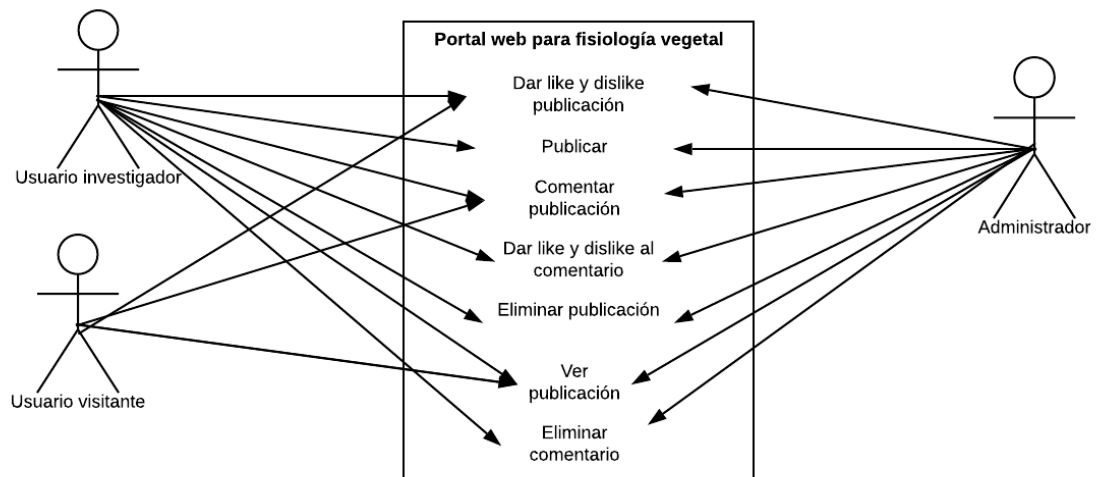 Portal web para fisiología vegetal
Dar like y dislike
publicación
Publicar
Comentar
publicación
Dar like y dislike al
comentario
Eliminar publicación
Ver
publicación
Eliminar
comentario
Usuario investigador
Usuario visitante
Administrador